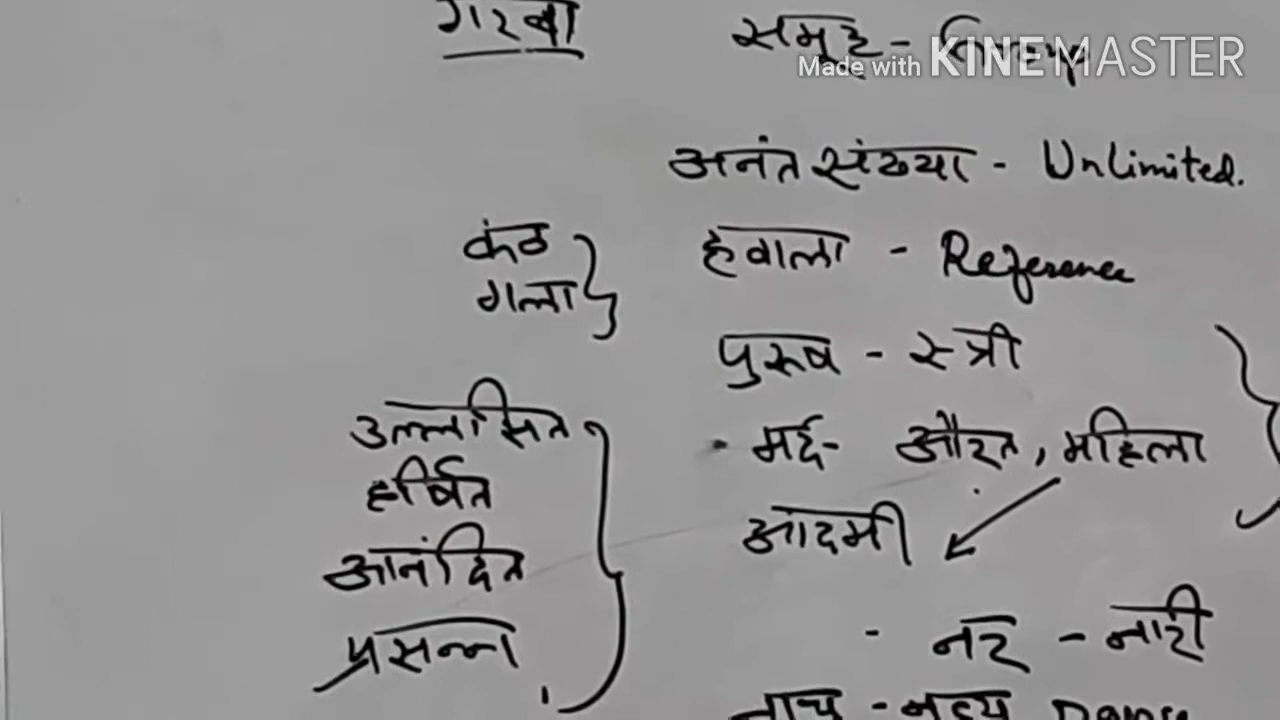 गरबा
समूह -
Made with KINEMASTER
अनंत संख्या - Unlimited.
कंठ
गला
हवाला - Reference
पुरूष - स्त्री
मर्द - औरत, महिला
आदमी
उल्लासित
हर्षित
आनंदित
प्रसन्न
- नर - नारी
नाच - Dance